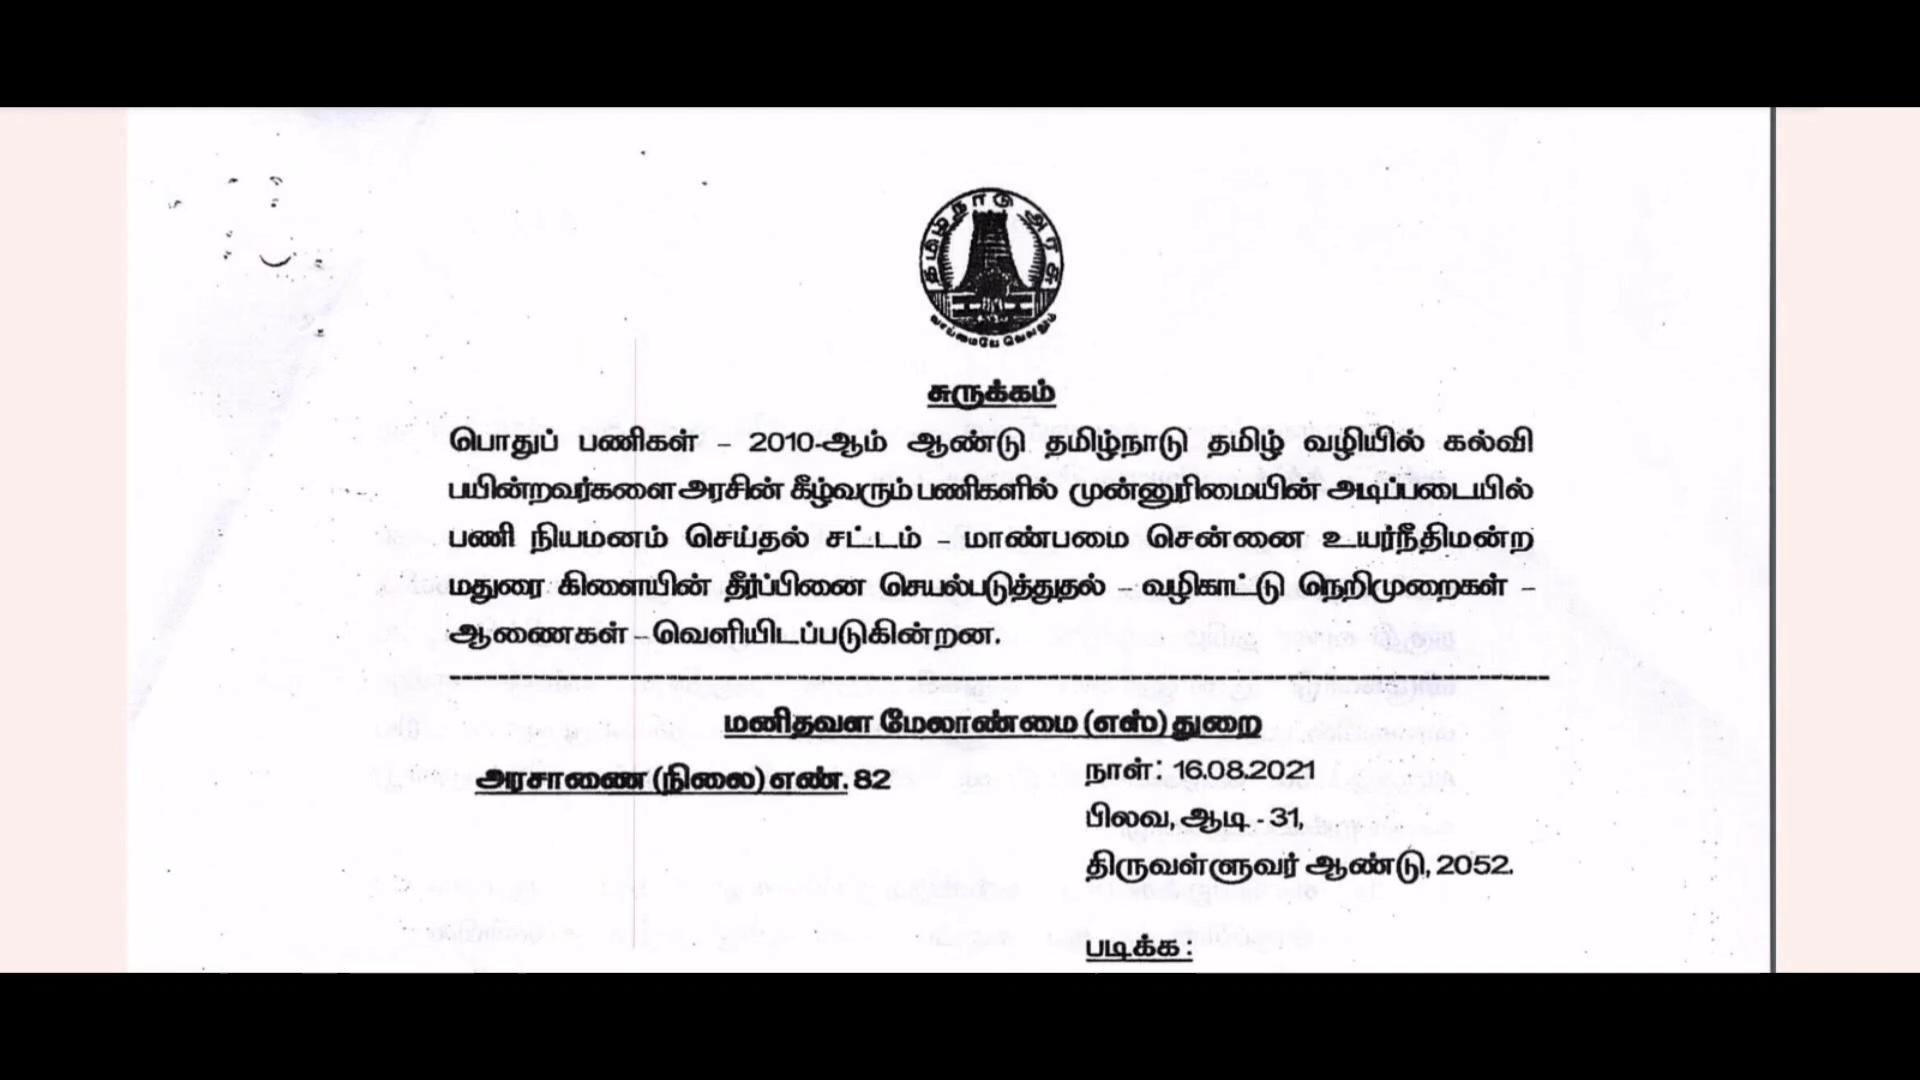 தமிழ்நாடு அரசு
வாய்மையே வெல்லும்
சுருக்கம்
பொதுப் பணிகள் – 2010-ஆம் ஆண்டு தமிழ்நாடு தமிழ் வழியில் கல்வி
பயின்றவர்களை அரசின் கீழ்வரும் பணிகளில் முன்னுரிமையின் அடிப்படையில்
பணி நியமனம் செய்தல் சட்டம் – மாண்பமை சென்னை உயர்நீதிமன்ற
மதுரை கிளையின் தீர்ப்பினை செயல்படுத்துதல் – வழிகாட்டு நெறிமுறைகள் –
ஆணைகள் – வெளியிடப்படுகின்றன.
மனிதவள மேலாண்மை (எஸ்) துறை
அரசாணை (நிலை) எண். 82
நாள் : 16.08.2021
பிலவ, ஆடி - 31,
திருவள்ளுவர் ஆண்டு, 2052.
படிக்க :